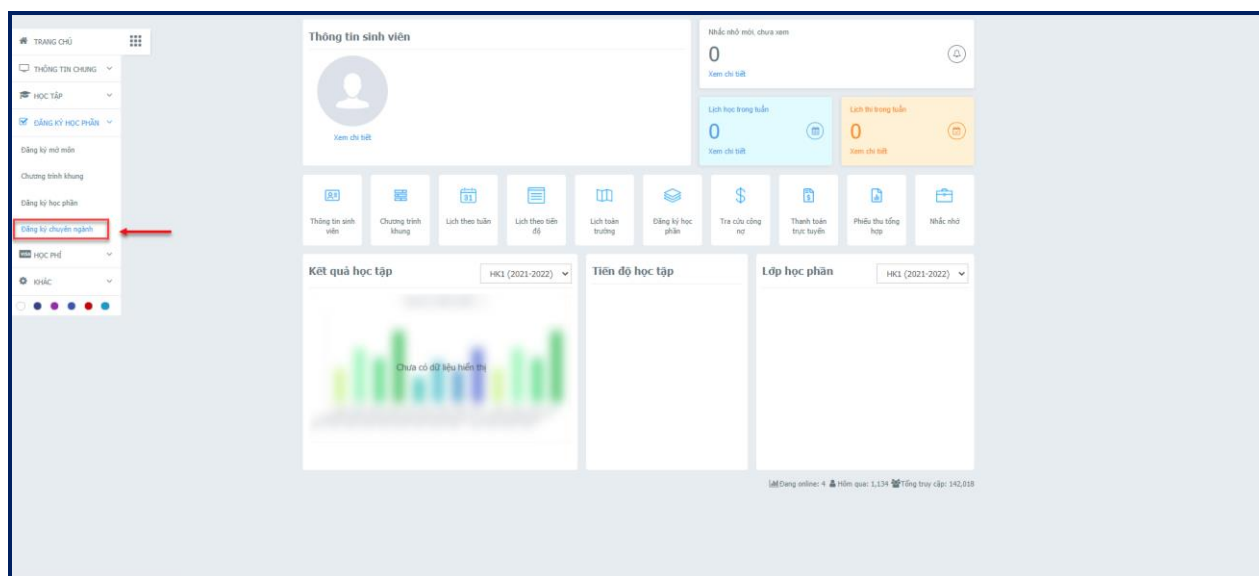 TRANG CHỦ
THÔNG TIN CHUNG
HỌC TẬP
ĐĂNG KÝ HỌC PHẦN
Đăng ký mở môn
Chương trình khung
Đăng ký học phần
Đăng ký chuyên ngành
HỌC PHÍ
KHÁC
Thông tin sinh viên
Xem chi tiết
Nhắc nhở mới, chưa xem
0
Xem chi tiết
Lịch học trong tuần
0
Xem chi tiết
Lịch thi trong tuần
0
Xem chi tiết
Thông tin sinh
viên
Chương trình
khung
31
Lịch theo tuần
Lịch theo tiến
độ
Lịch toàn
trường
Đăng ký học
phần
Tra cứu công
nợ
Thanh toán
trực tuyến
Phiếu thu tổng
hợp
Nhắc nhở
Kết quả học tập
HK1 (2021-2022)
Chưa có dữ liệu hiển thị
Tiến độ học tập
Lớp học phần
HK1 (2021-2022)
Đang online: 4 Hôm qua: 1,134 Tổng truy cập: 142,018